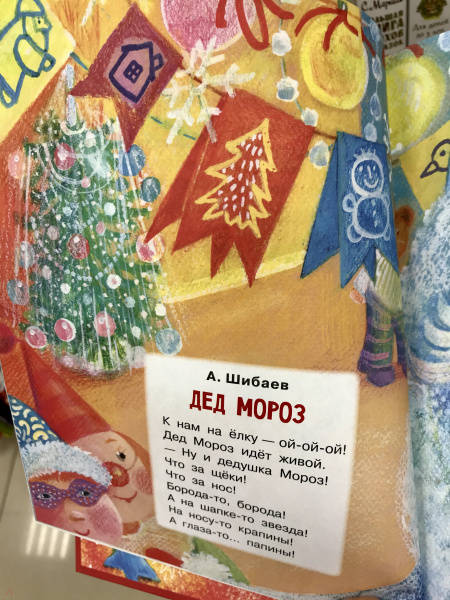 С. Маршак
А. Шибаев
ДЕД МОРОЗ
К нам на ёлку — ой-ой-ой!
Дед Мороз идёт живой.
— Ну и дедушка Мороз!
Что за щёки!
Что за нос!
Борода-то, борода!
А на шапке-то звезда!
На носу-то крапины!
А глаза-то... папины!